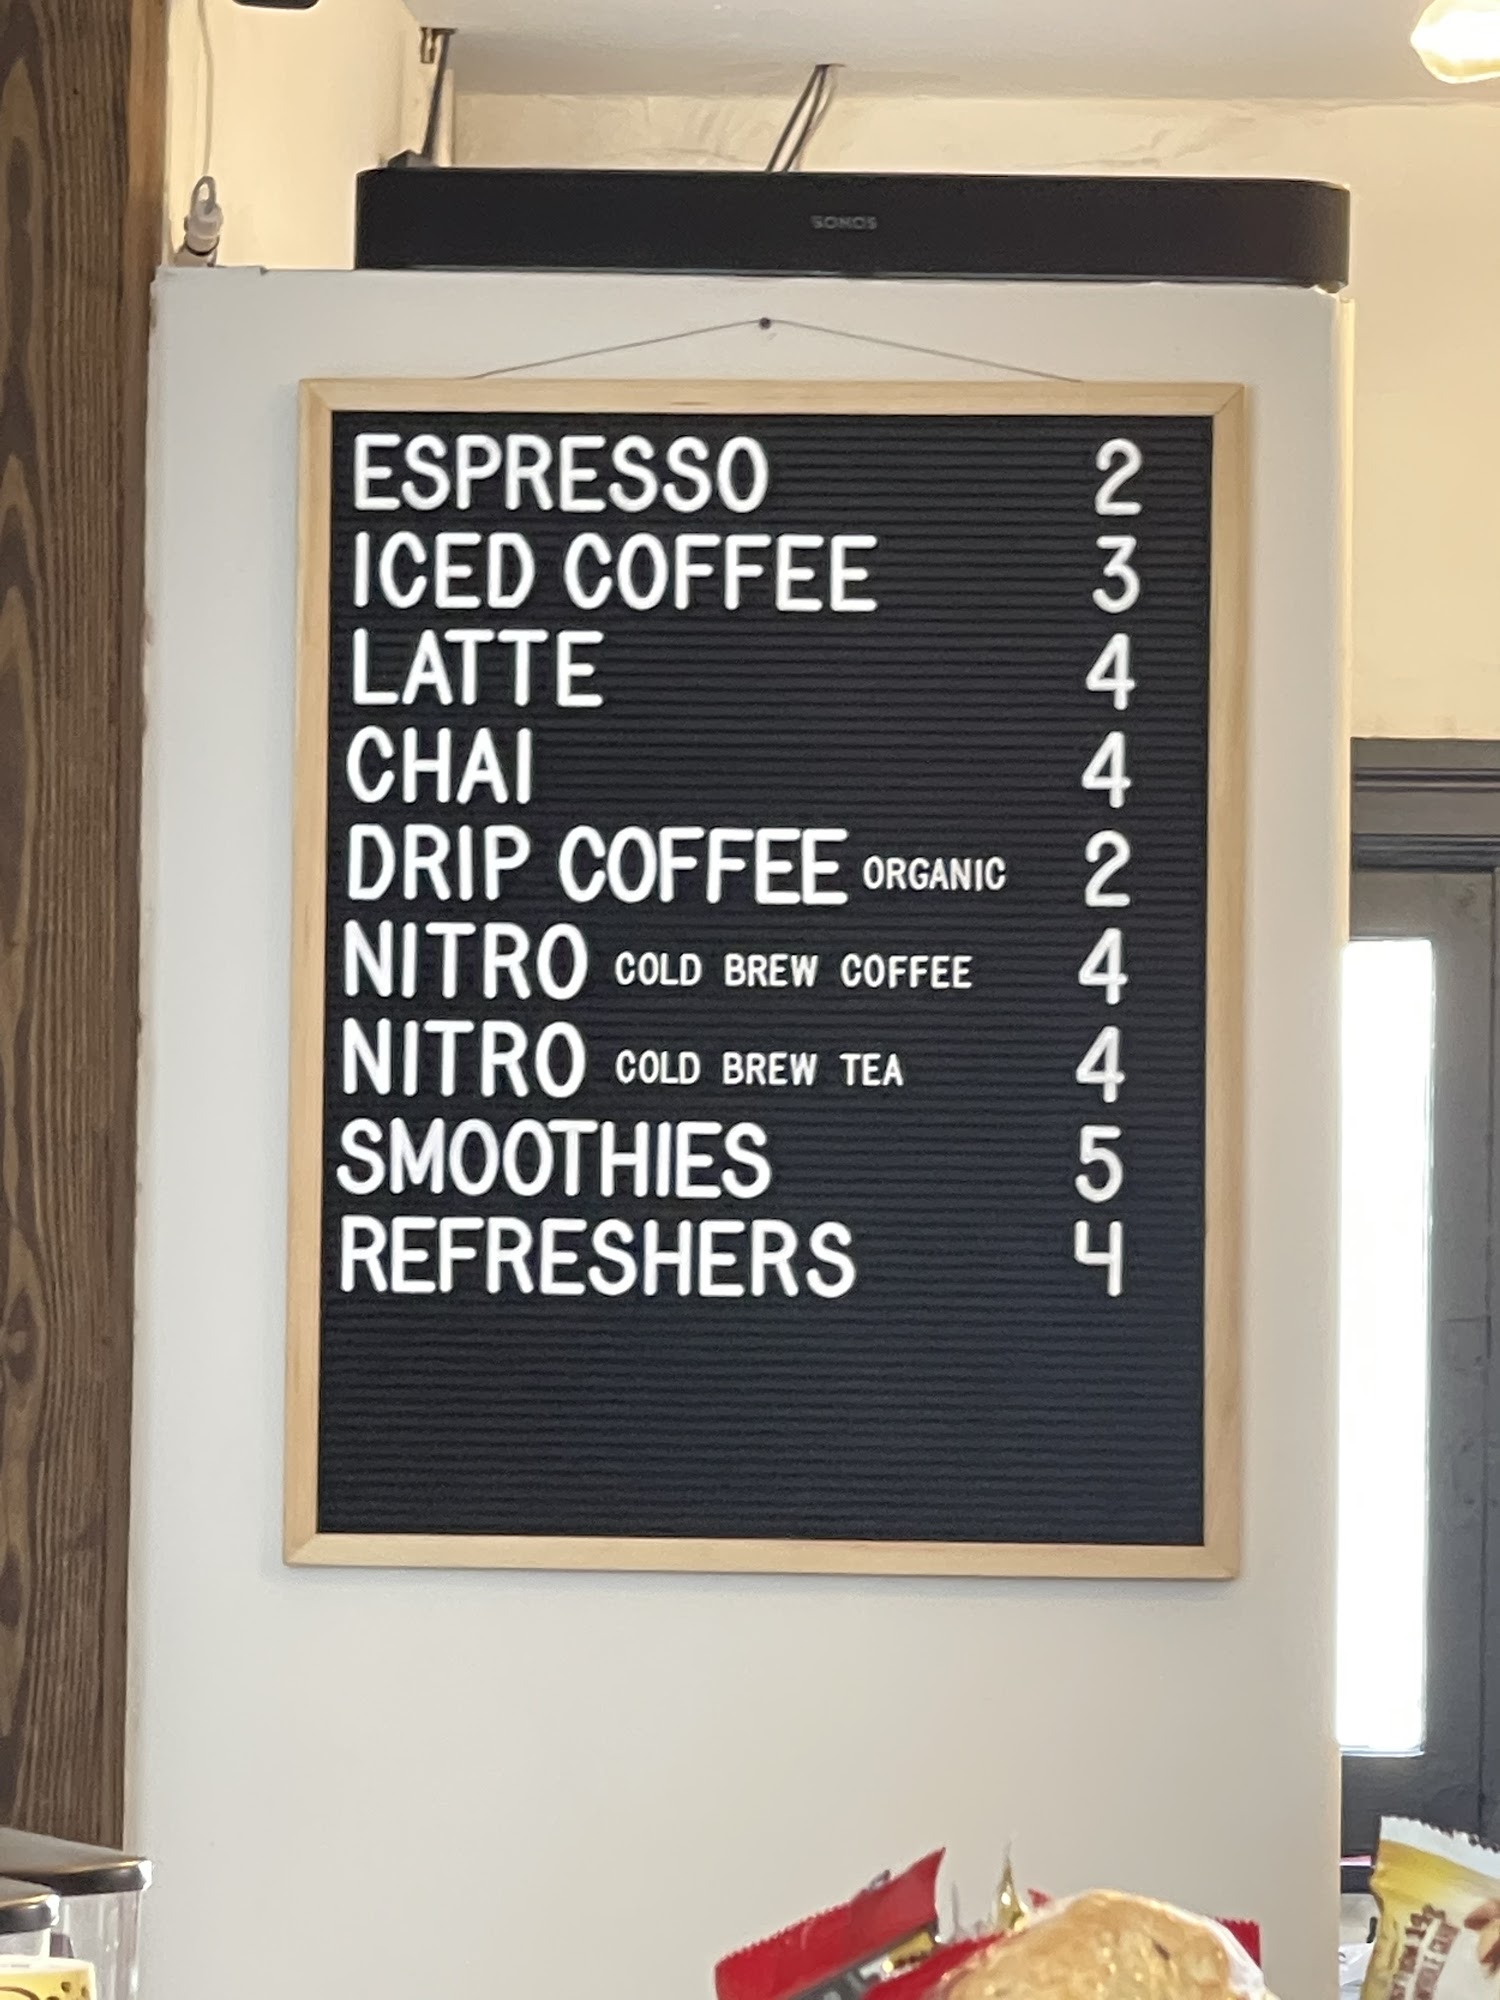 SONOS
ESPRESSO 2
ICED COFFEE 3
LATTE 4
CHAI 4
DRIP COFFEE ORGANIC 2
NITRO COLD BREW COFFEE 4
NITRO COLD BREW TEA 4
SMOOTHIES 5
REFRESHERS 4